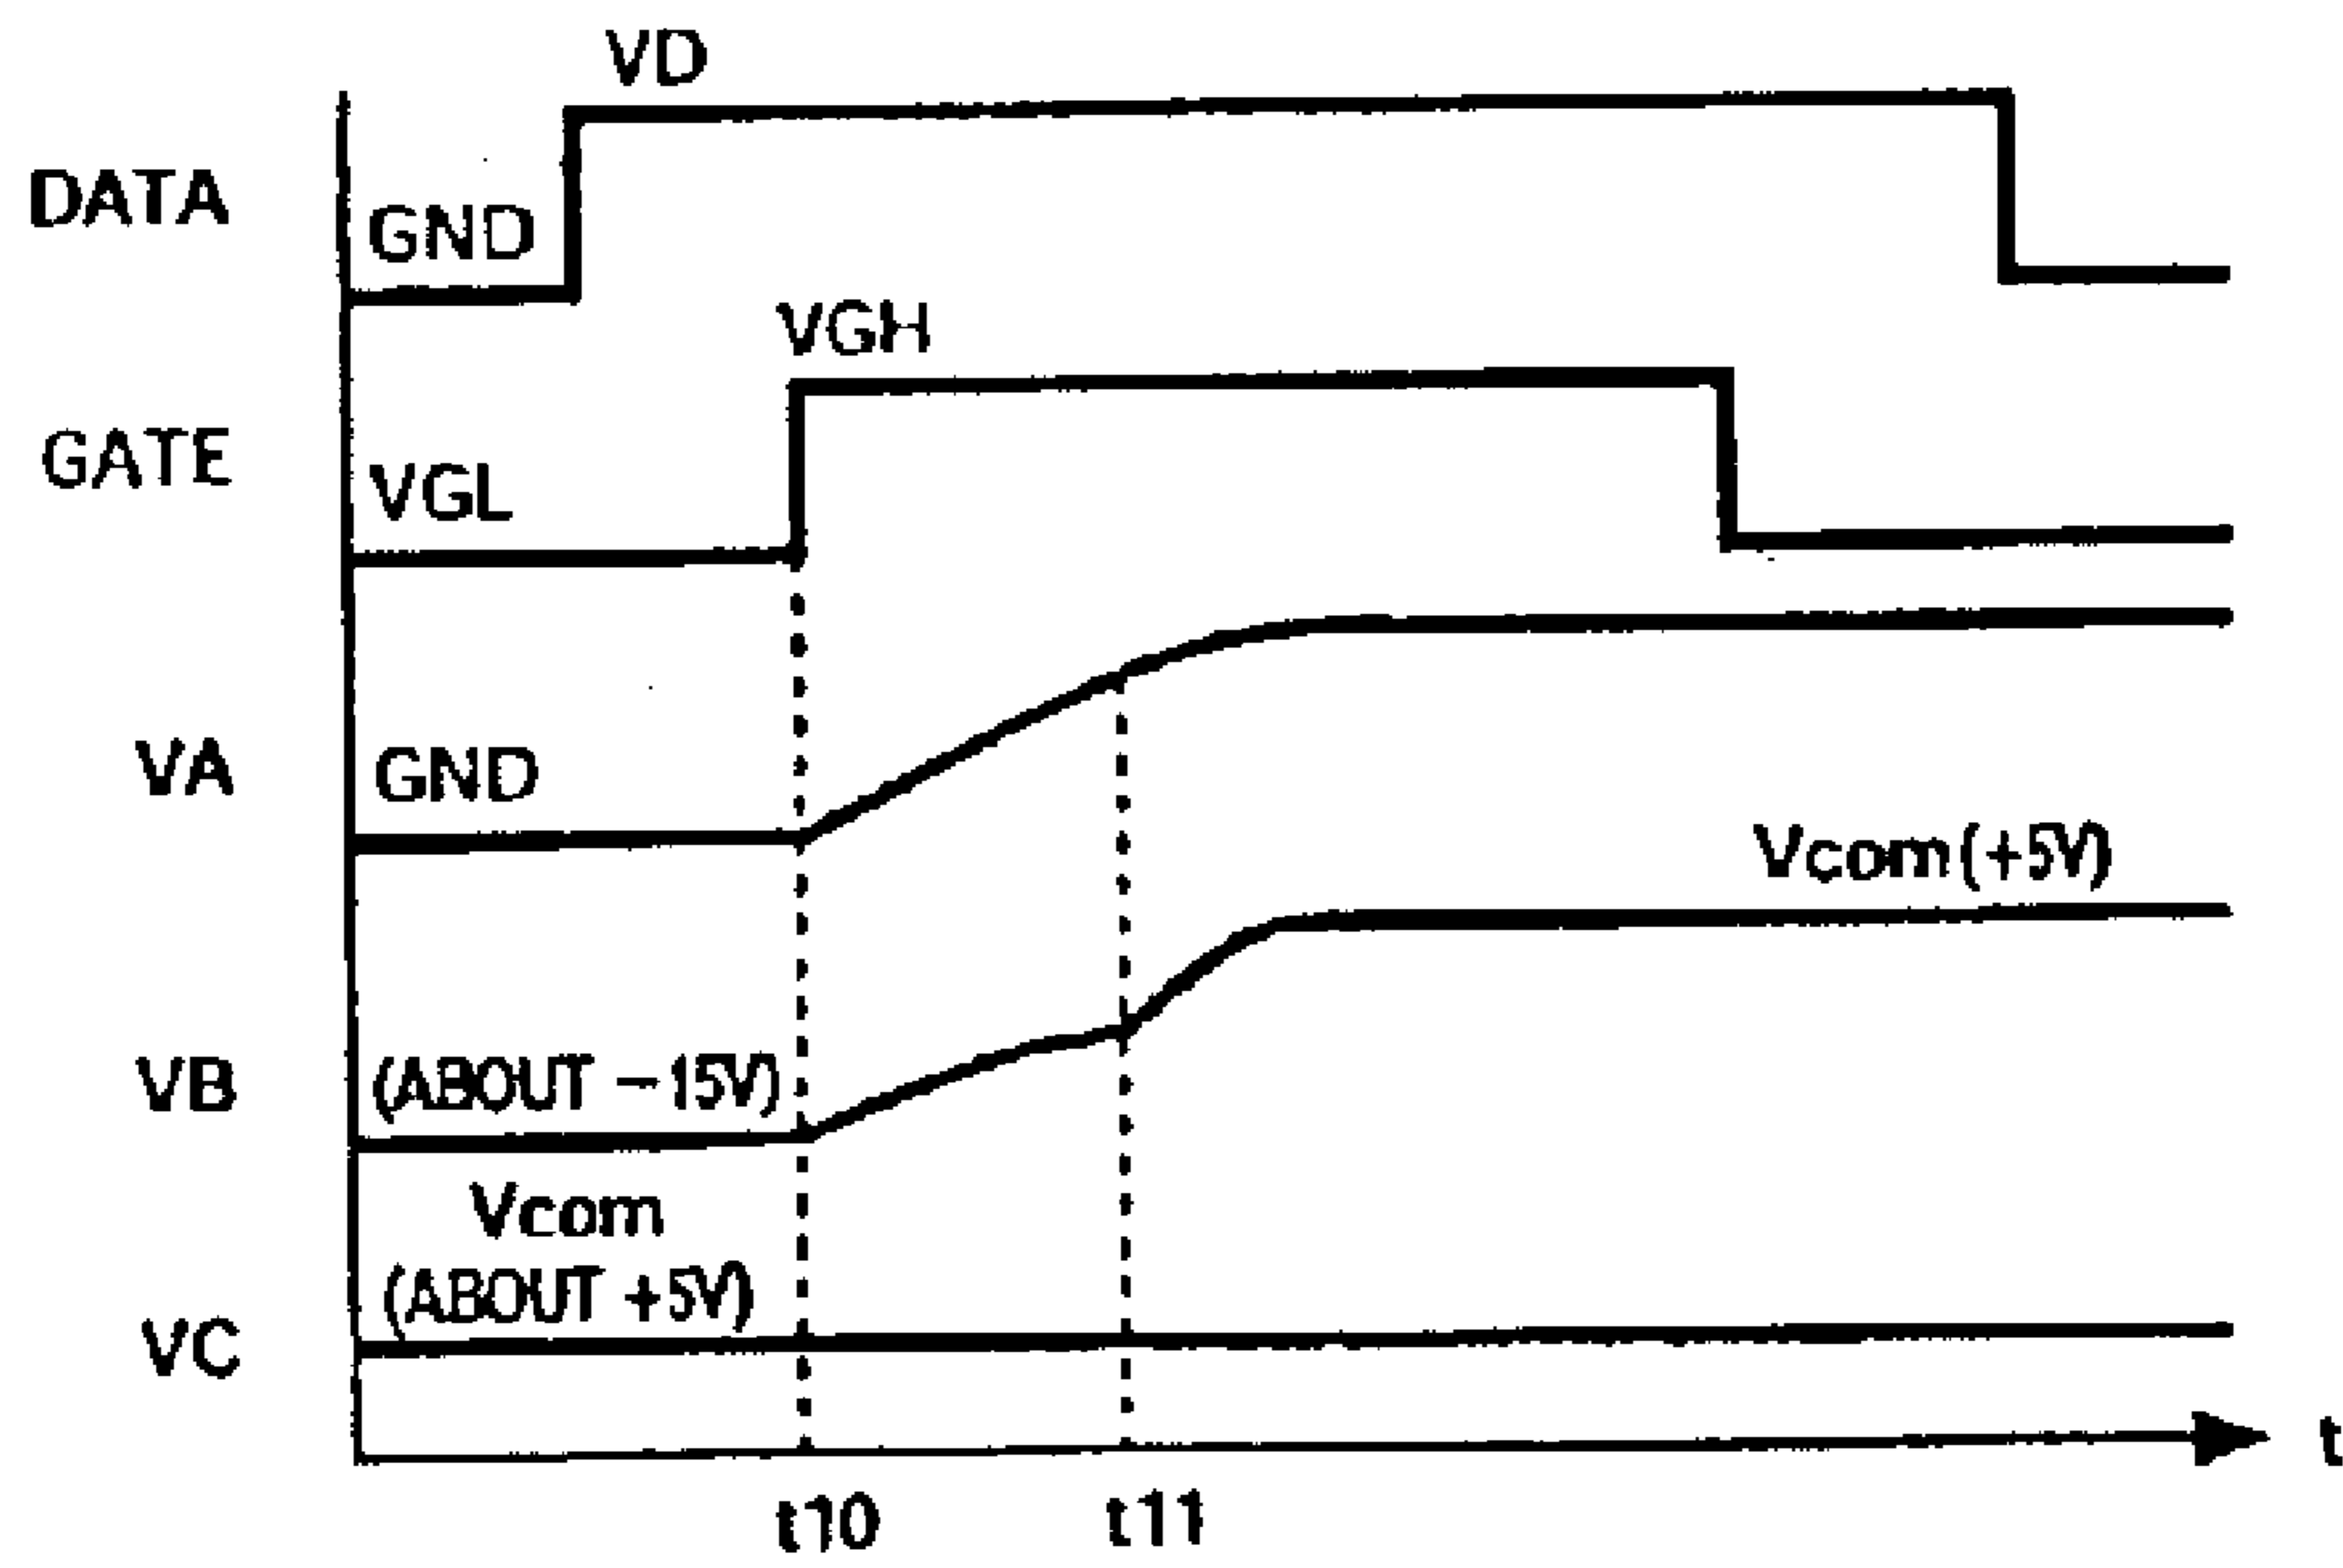 VD
DATA
GND
VGH
GATE
VGL
VA
GND
Vcom(+5V)
VB
(ABOUT -15V)
Vcom
(ABOUT +5V)
VC
t
t10
t11